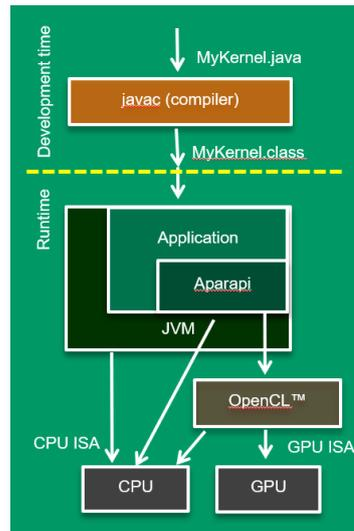 Development time
MyKernel.java
javac (compiler)
MyKernel.class
Runtime
Application
Aparapi
JVM
OpenCL™
CPU ISA
GPU ISA
CPU
GPU